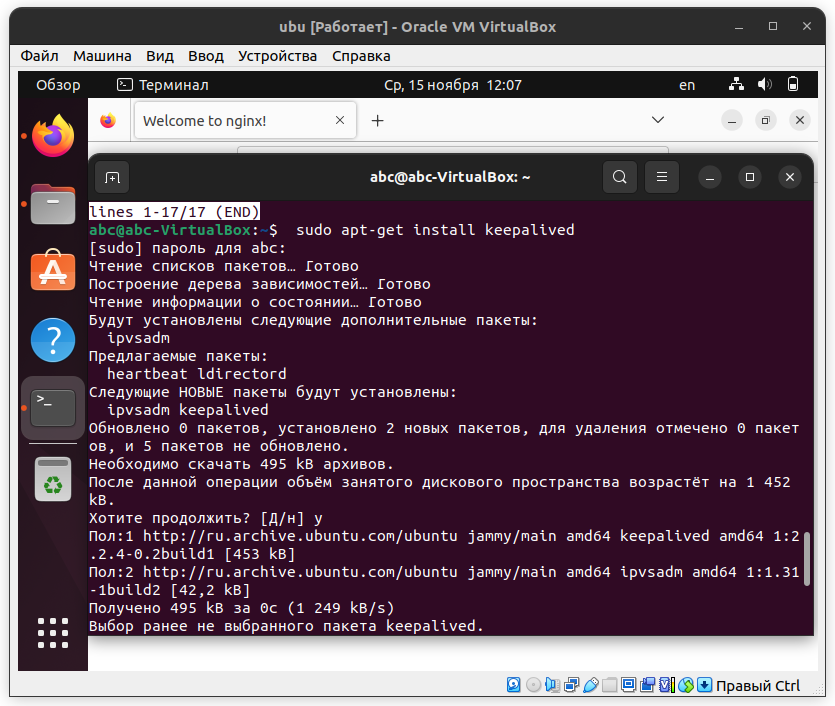 ubu [Работает] - Oracle VM VirtualBox
Файл Машина Вид Ввод Устройства Справка
Обзор Терминал Ср, 15 ноября 12:07 en
Welcome to nginx!
abc@abc-VirtualBox: ~
lines 1-17/17 (END)
abc@abc-VirtualBox:~$ sudo apt-get install keepalived
[sudo] пароль для abc:
Чтение списков пакетов… Готово
Построение дерева зависимостей… Готово
Чтение информации о состоянии… Готово
Будут установлены следующие дополнительные пакеты:
ipvsadm
Предлагаемые пакеты:
heartbeat ldirectord
Следующие НОВЫЕ пакеты будут установлены:
ipvsadm keepalived
Обновлено 0 пакетов, установлено 2 новых пакетов, для удаления отмечено 0 пакет
ов, и 5 пакетов не обновлено.
Необходимо скачать 495 kB архивов.
После данной операции объём занятого дискового пространства возрастёт на 1 452
kB.
Хотите продолжить? [Д/н] y
Пол:1 http://ru.archive.ubuntu.com/ubuntu jammy/main amd64 keepalived amd64 1:2
.2.4-0.2build1 [453 kB]
Пол:2 http://ru.archive.ubuntu.com/ubuntu jammy/main amd64 ipvsadm amd64 1:1.31
-1build2 [42,2 kB]
Получено 495 kB за 0с (1 249 kB/s)
Выбор ранее не выбранного пакета keepalived.
Правый Ctrl